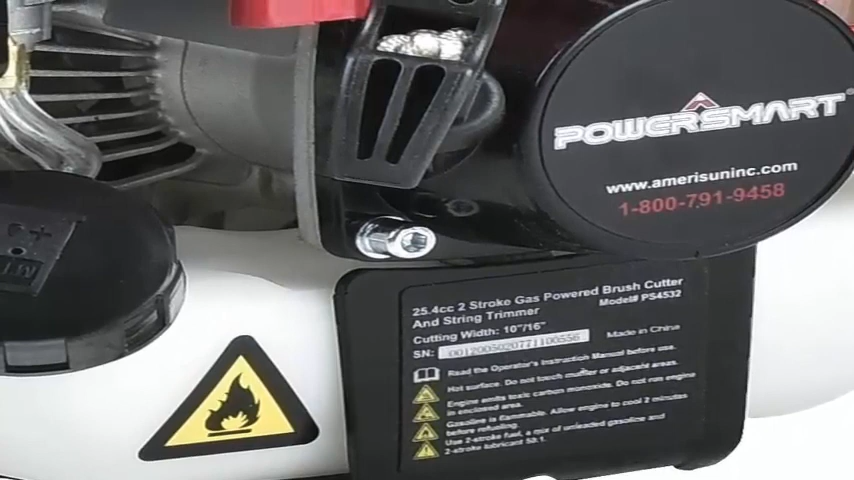 POWERSMART®
www.amerisuninc.com
1-800-791-9458
25.4cc 2 Stroke Gas Powered Brush Cutter
And String Trimmer Model# PS4532
Cutting Width: 10"/16"
SN: Made in China
Read the Operator's Instruction Manual before use.
Hot surface. Do not touch muffler or adjacent areas.
Engine emits toxic carbon monoxide. Do not run engine
in enclosed area.
Gasoline is flammable. Allow engine to cool 2 minutes
before refueling.
Use 2-stroke fuel, a mix of unleaded gasoline and
2-stroke lubricant 50:1.